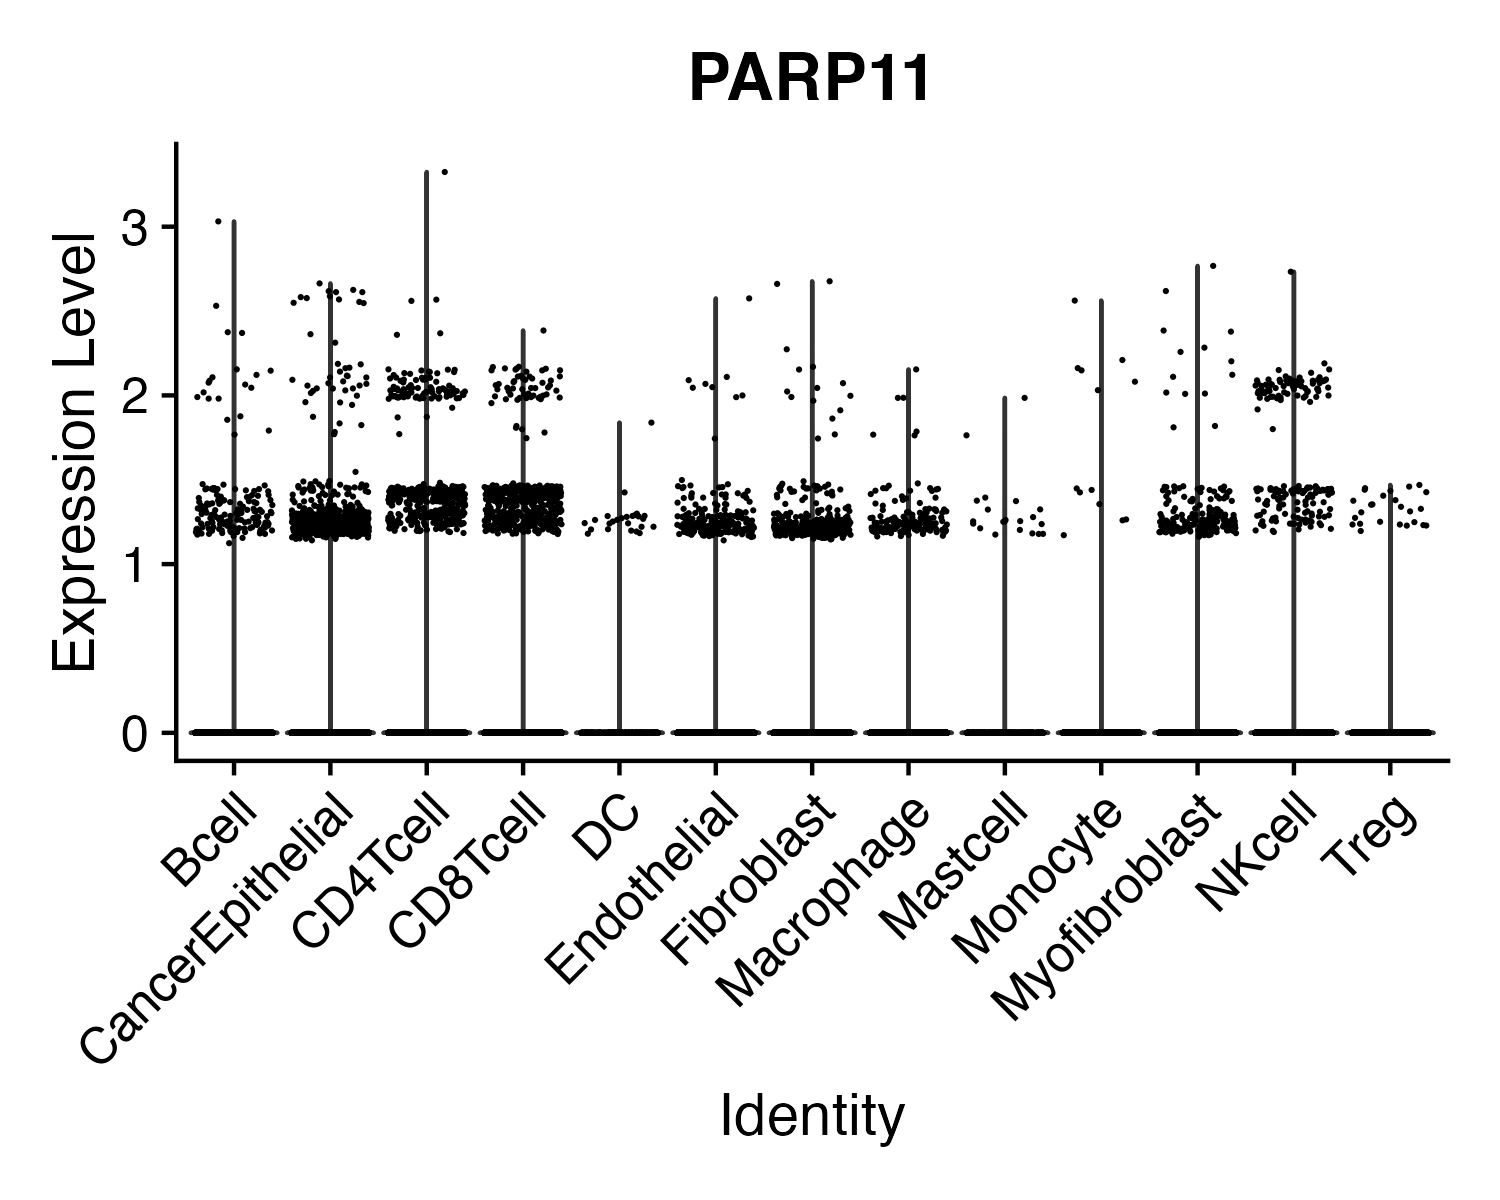 PARP11
Expression Level
3
2
1
0
Bcell
CancerEpithelial
CD4Tcell
CD8Tcell
DC
Endothelial
Fibroblast
Macrophage
Mastcell
Monocyte
Myofibroblast
NKcell
Treg
Identity